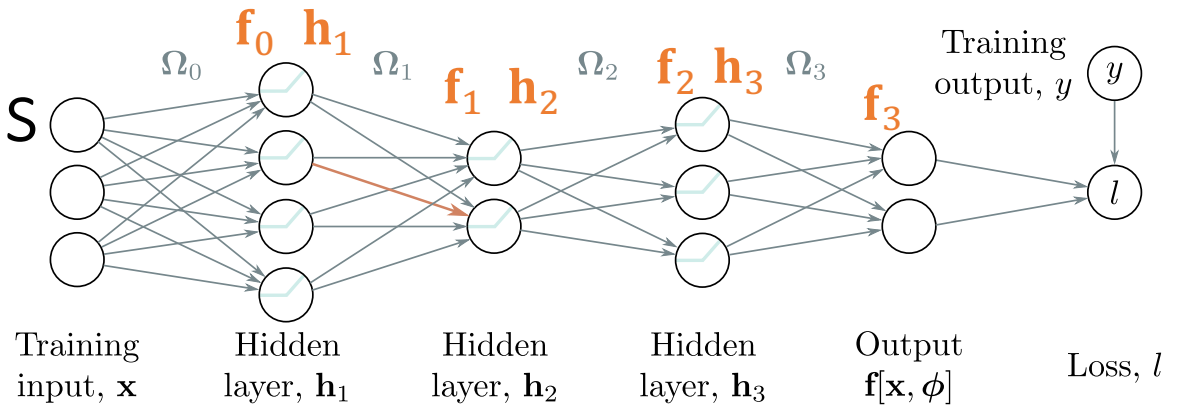 f₀ h₁
Ω₀
Ω₁
f₁ h₂
Ω₂
f₂ h₃
Ω₃
f₃
Training
output, y
y
S
l
Training
input, x
Hidden
layer, h₁
Hidden
layer, h₂
Hidden
layer, h₃
Output
f[x, ϕ]
Loss, l